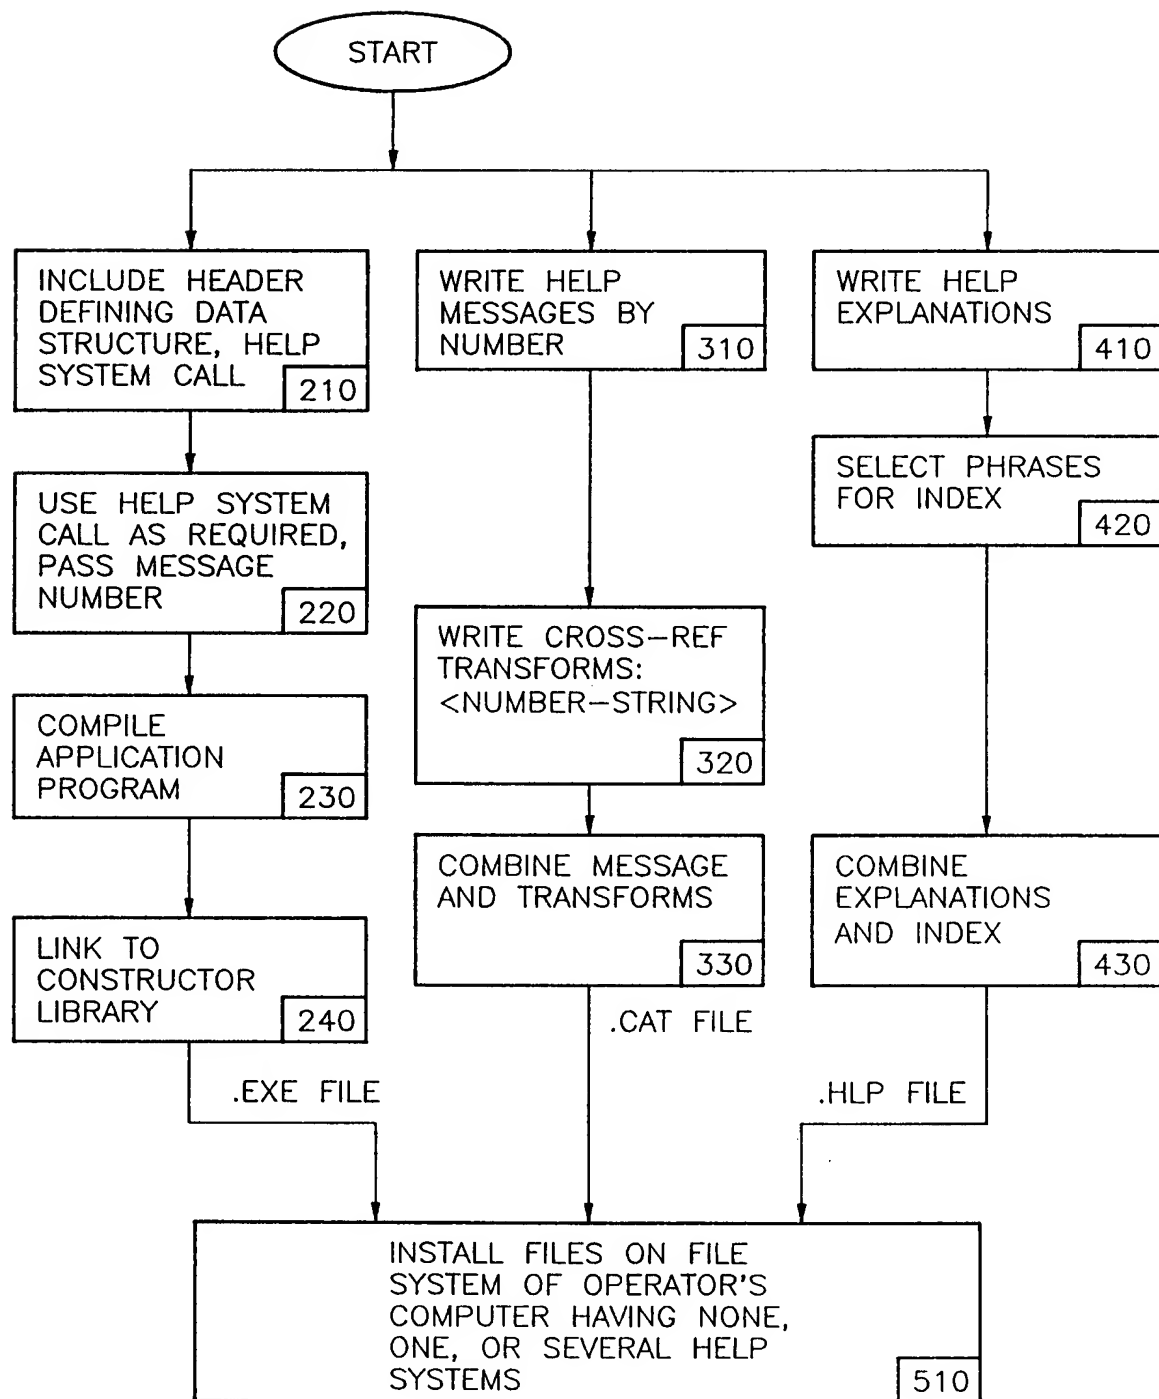 START
INCLUDE HEADER
DEFINING DATA
STRUCTURE, HELP
SYSTEM CALL
210
USE HELP SYSTEM
CALL AS REQUIRED,
PASS MESSAGE
NUMBER
220
COMPILE
APPLICATION
PROGRAM
230
LINK TO
CONSTRUCTOR
LIBRARY
240
.EXE FILE
WRITE HELP
MESSAGES BY
NUMBER
310
WRITE CROSS-REF
TRANSFORMS:
<NUMBER-STRING>
320
COMBINE MESSAGE
AND TRANSFORMS
330
.CAT FILE
WRITE HELP
EXPLANATIONS
410
SELECT PHRASES
FOR INDEX
420
COMBINE
EXPLANATIONS
AND INDEX
430
.HLP FILE
INSTALL FILES ON FILE
SYSTEM OF OPERATOR'S
COMPUTER HAVING NONE,
ONE, OR SEVERAL HELP
SYSTEMS
510